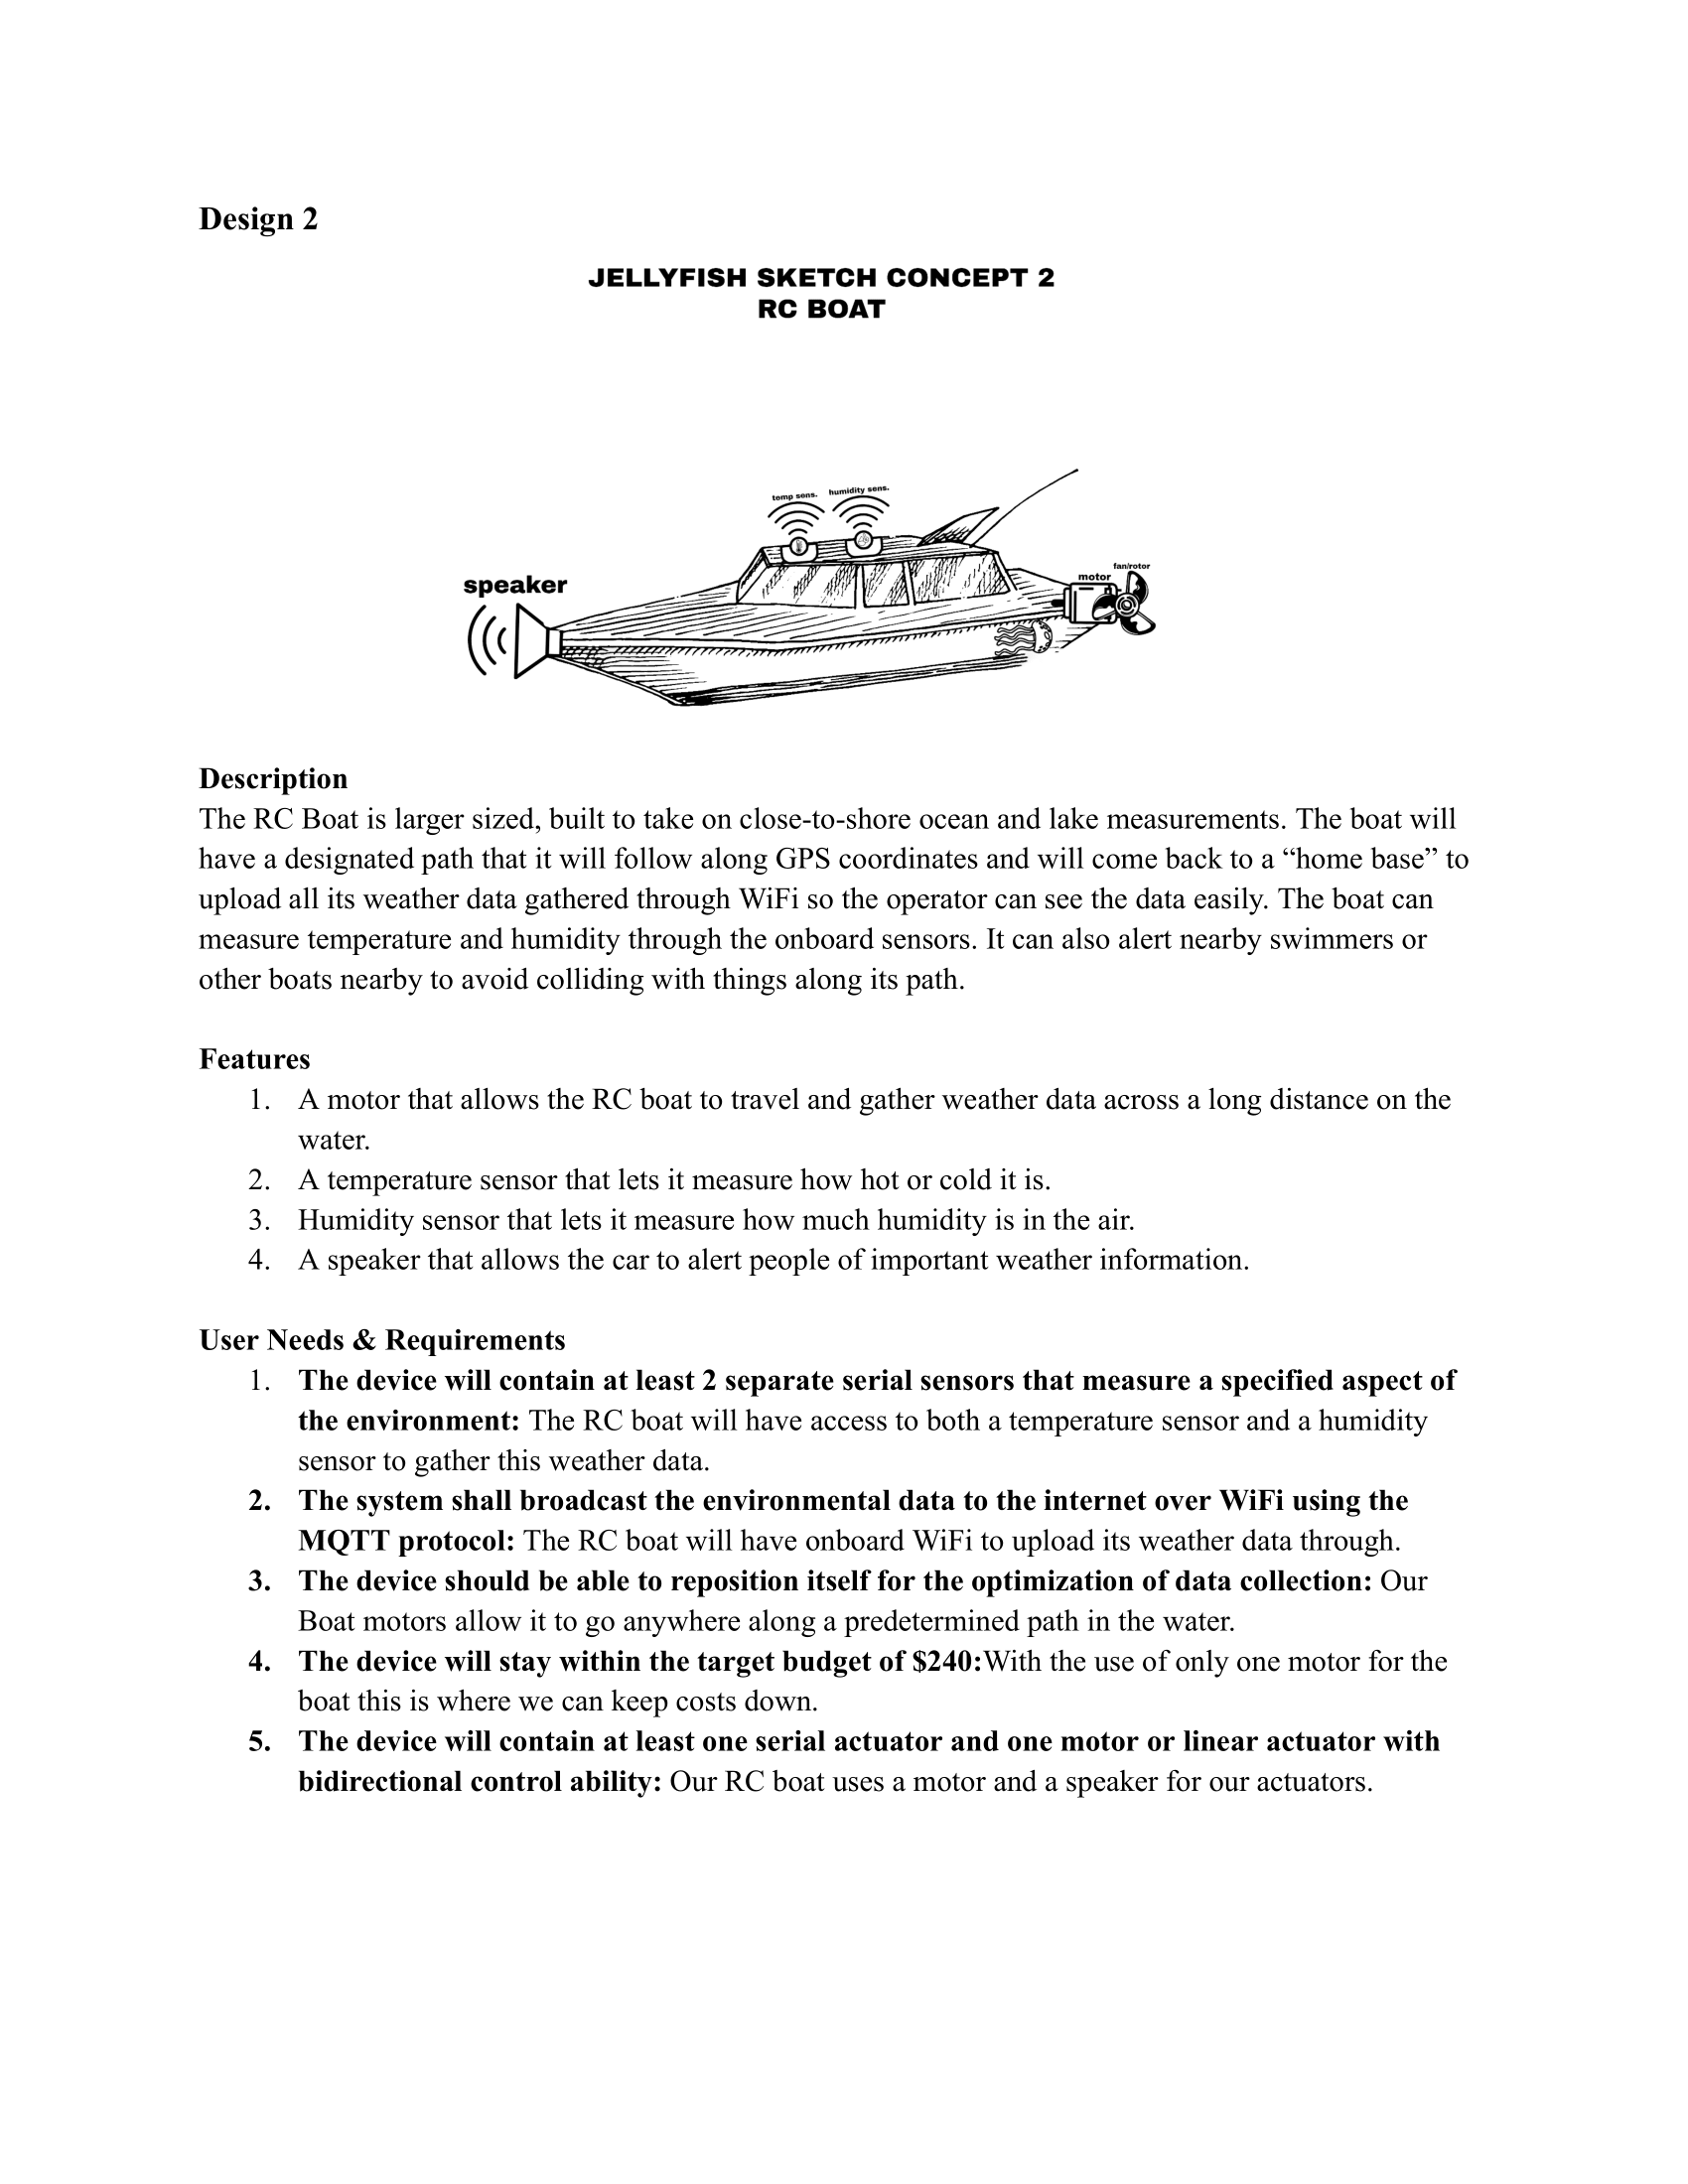 Design 2
JELLYFISH SKETCH CONCEPT 2
RC BOAT
temp sens. humidity sens.
speaker
fan/rotor
motor
Description
The RC Boat is larger sized, built to take on close-to-shore ocean and lake measurements. The boat will
have a designated path that it will follow along GPS coordinates and will come back to a “home base” to
upload all its weather data gathered through WiFi so the operator can see the data easily. The boat can
measure temperature and humidity through the onboard sensors. It can also alert nearby swimmers or
other boats nearby to avoid colliding with things along its path.
Features
1. A motor that allows the RC boat to travel and gather weather data across a long distance on the
water.
2. A temperature sensor that lets it measure how hot or cold it is.
3. Humidity sensor that lets it measure how much humidity is in the air.
4. A speaker that allows the car to alert people of important weather information.
User Needs & Requirements
1. The device will contain at least 2 separate serial sensors that measure a specified aspect of
the environment: The RC boat will have access to both a temperature sensor and a humidity
sensor to gather this weather data.
2. The system shall broadcast the environmental data to the internet over WiFi using the
MQTT protocol: The RC boat will have onboard WiFi to upload its weather data through.
3. The device should be able to reposition itself for the optimization of data collection: Our
Boat motors allow it to go anywhere along a predetermined path in the water.
4. The device will stay within the target budget of $240:With the use of only one motor for the
boat this is where we can keep costs down.
5. The device will contain at least one serial actuator and one motor or linear actuator with
bidirectional control ability: Our RC boat uses a motor and a speaker for our actuators.